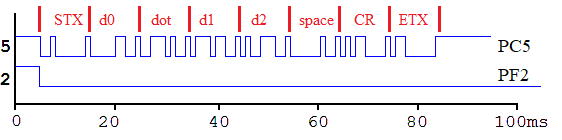 STX d0 dot d1 d2 space CR ETX
5 PC5
2 PF2
0 20 40 60 80 100ms